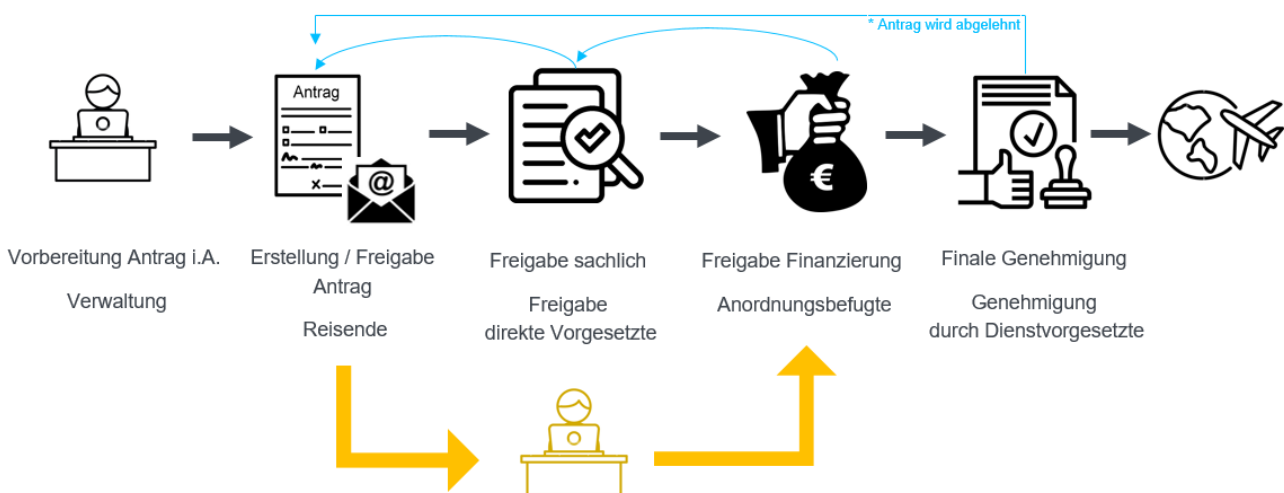 * Antrag wird abgelehnt
Antrag
@
€
Vorbereitung Antrag i.A.
Verwaltung
Erstellung / Freigabe
Antrag
Reisende
Freigabe sachlich
Freigabe
direkte Vorgesetzte
Freigabe Finanzierung
Anordnungsbefugte
Finale Genehmigung
Genehmigung
durch Dienstvorgesetzte